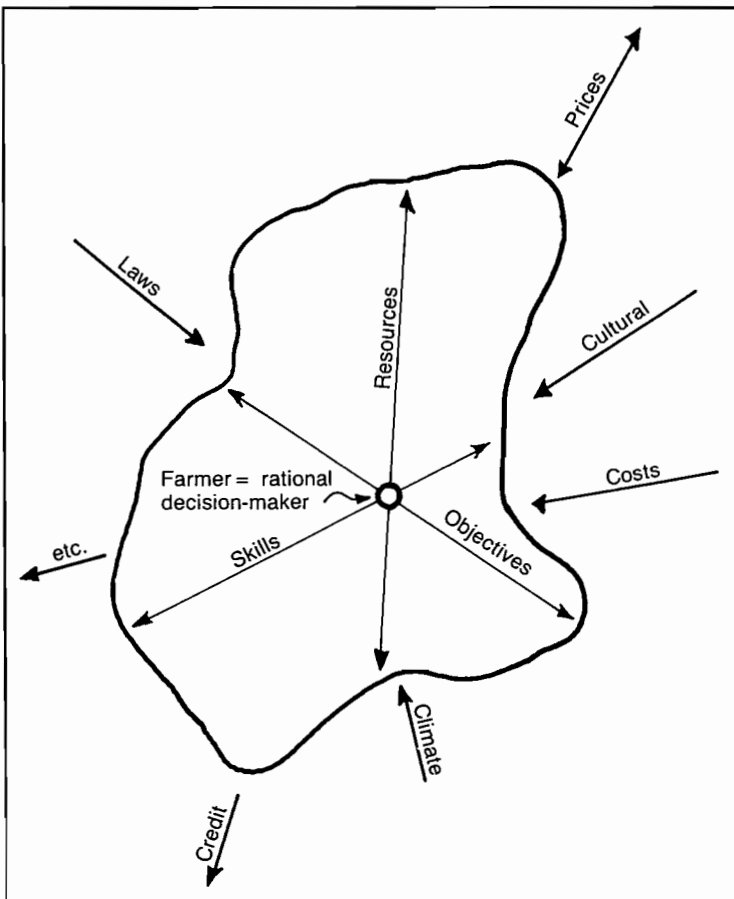 Prices
Laws
Resources
Cultural
Farmer = rational
decision-maker
Costs
Objectives
Skills
etc.
Climate
Credit